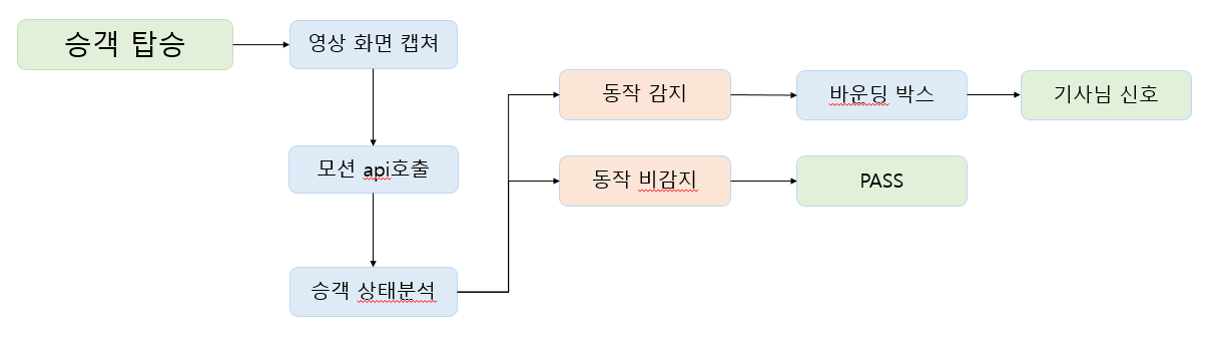 승객 탑승
영상 화면 캡쳐
모션 api호출
승객 상태분석
동작 감지
바운딩 박스
기사님 신호
동작 비감지
PASS